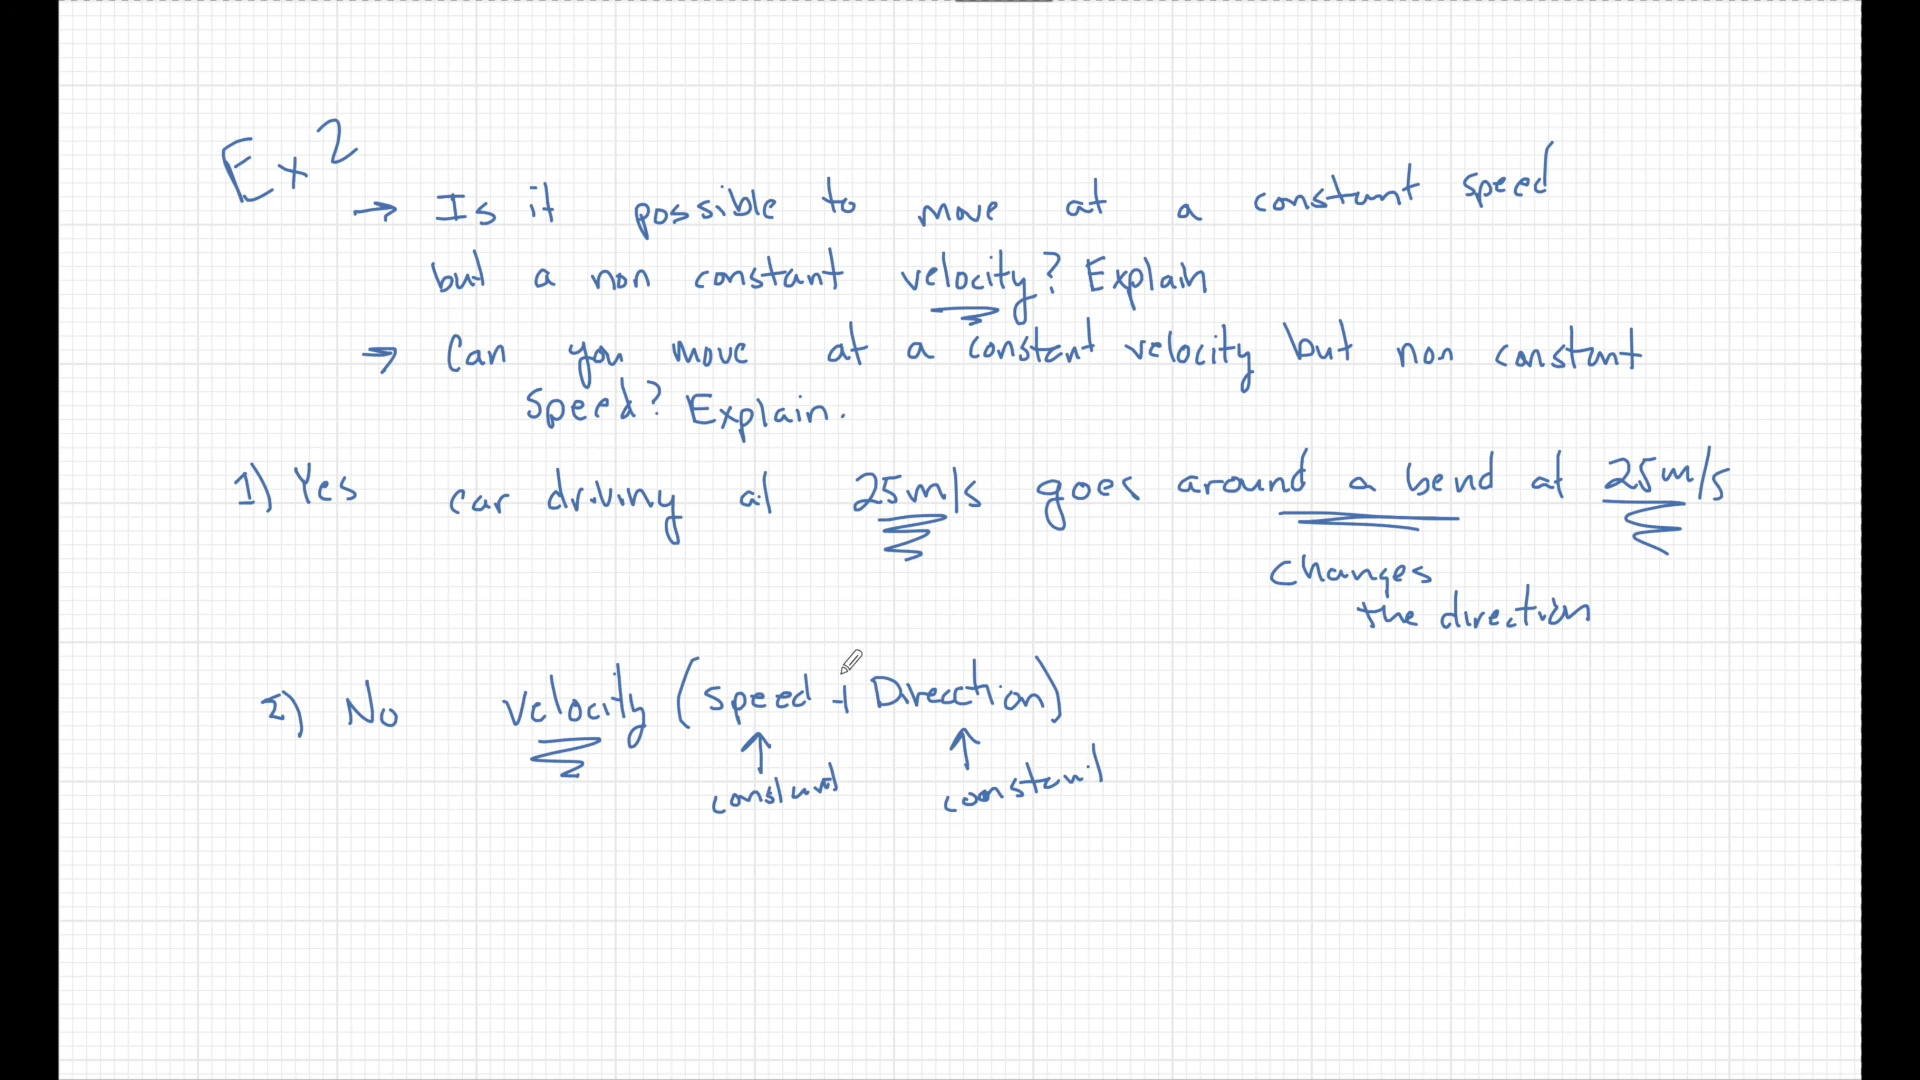 Ex 2
→ Is it possible to move at a constant speed
but a non constant velocity? Explain
→ Can you move at a constant velocity but non constant
speed? Explain.
1) Yes car driving at 25m/s goes around a bend at 25m/s
changes
the direction
2) No velocity (speed + Direcction)
↑ ↑
constant constant